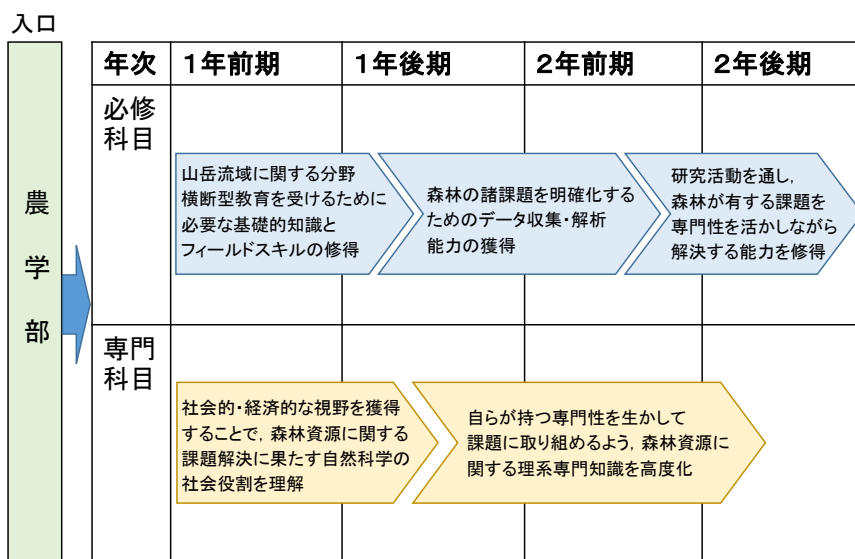 入口
農
学
部
年次 1年前期 1年後期 2年前期 2年後期
必修
科目
山岳流域に関する分野
横断型教育を受けるために
必要な基礎的知識と
フィールドスキルの修得
森林の諸課題を明確化する
ためのデータ収集・解析
能力の獲得
研究活動を通し，
森林が有する課題を
専門性を活かしながら
解決する能力を修得
専門
科目
社会的・経済的な視野を獲得
することで，森林資源に関する
課題解決に果たす自然科学の
社会役割を理解
自らが持つ専門性を生かして
課題に取り組めるよう，森林資源に
関する理系専門知識を高度化